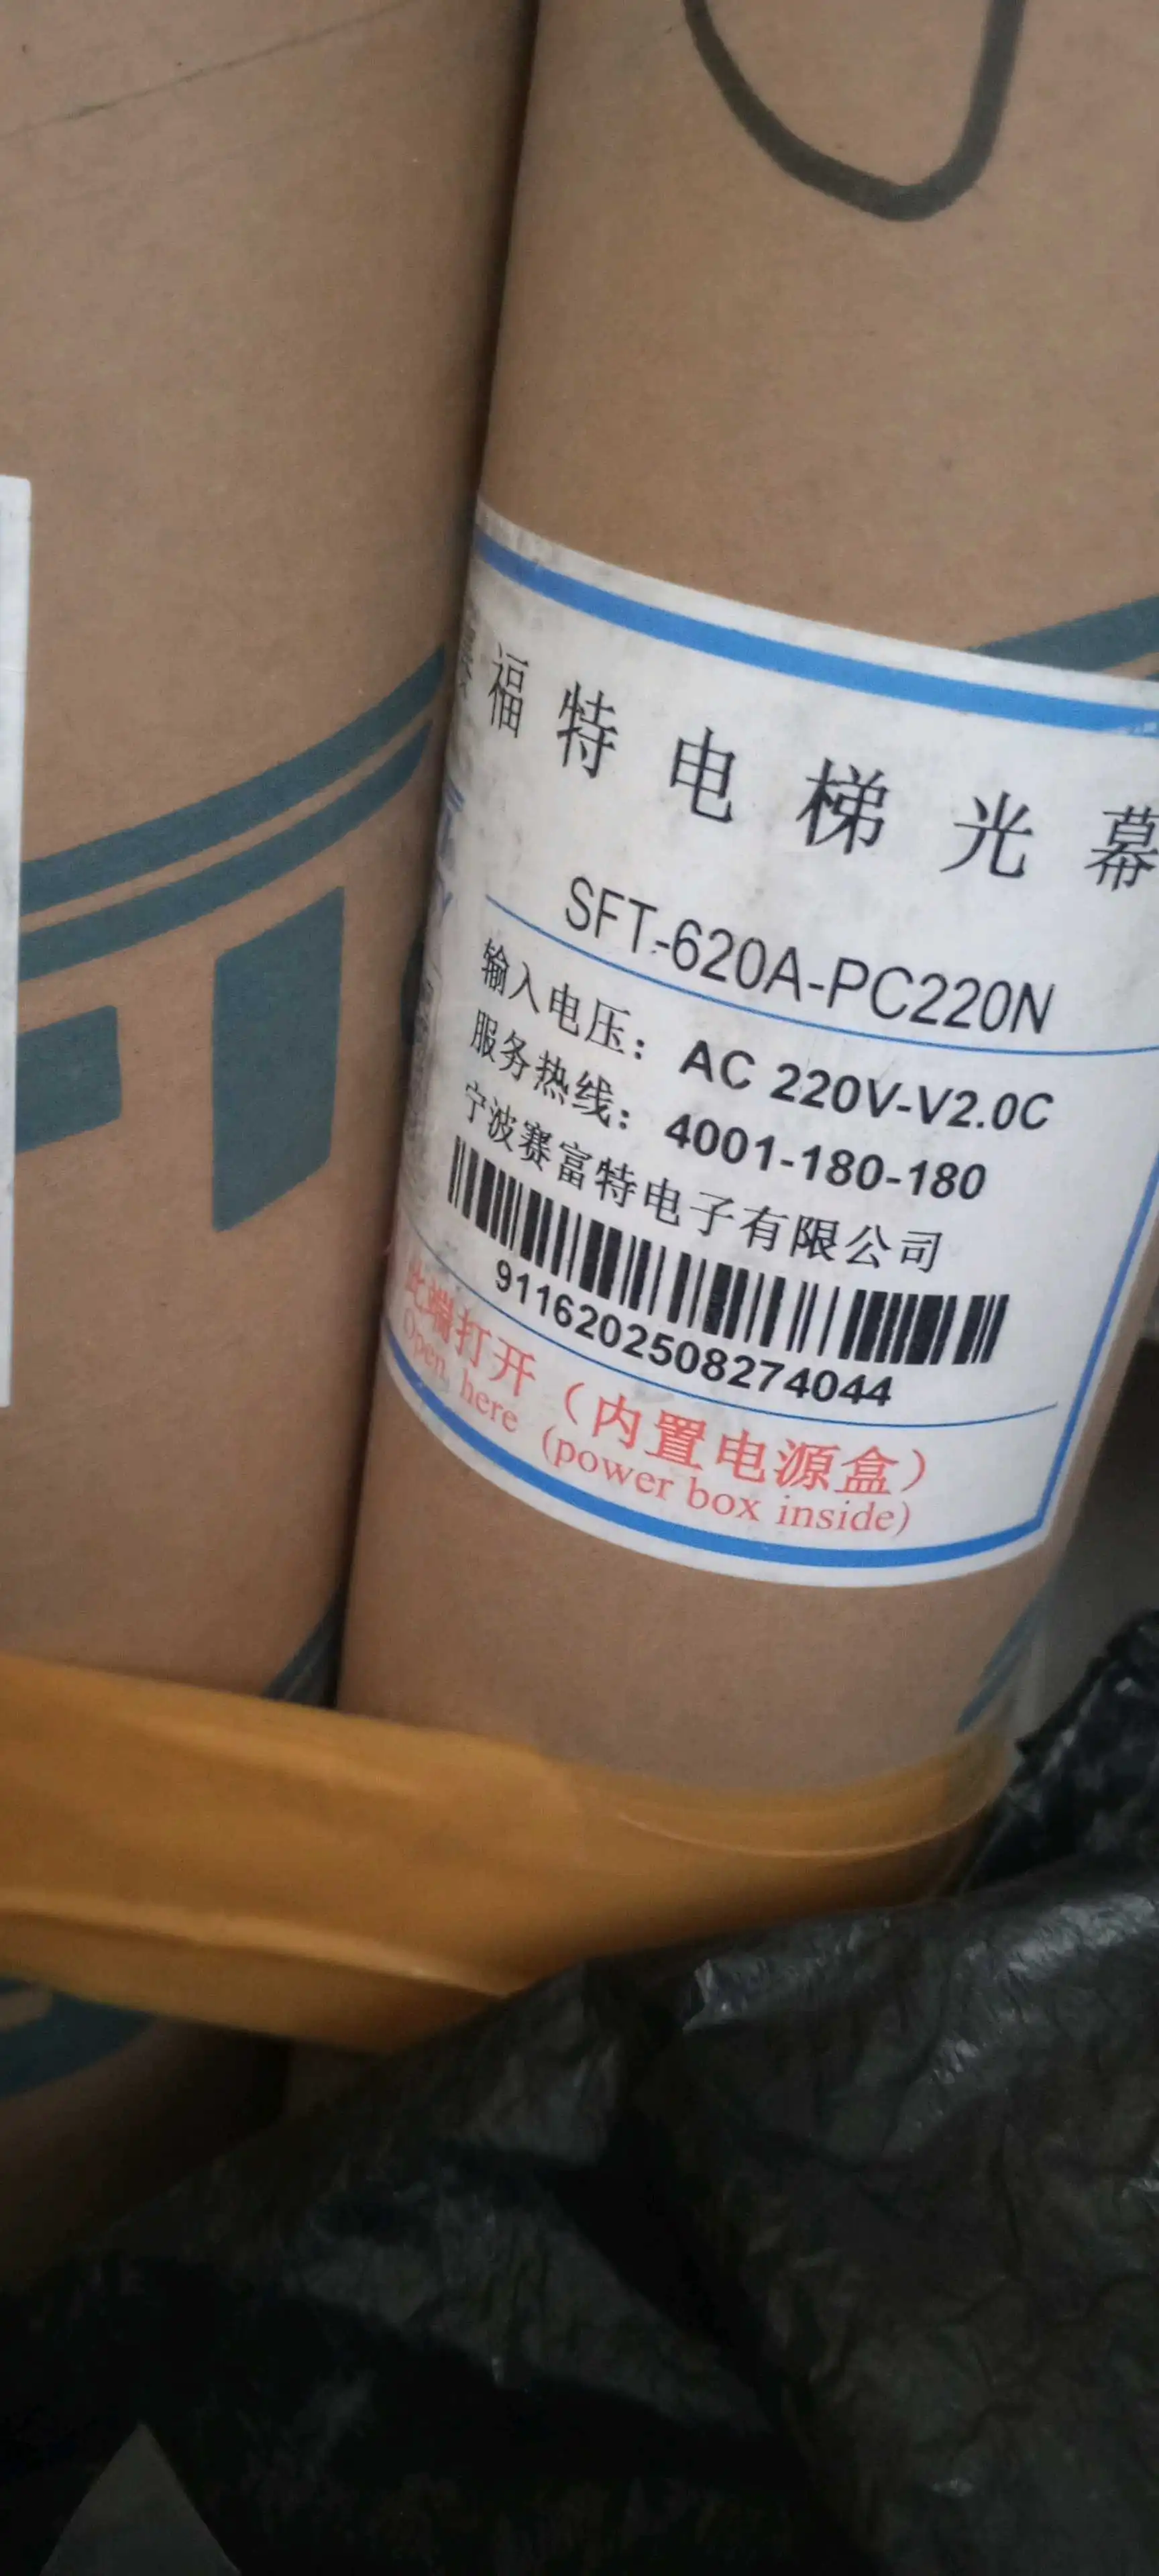 福特电梯光幕
SFT-620A-PC220N
输入电压：AC 220V-V2.0C
服务热线：4001-180-180
宁波赛富特电子有限公司
9116202508274044
此端打开（内置电源盒）
Open, here (power box inside)